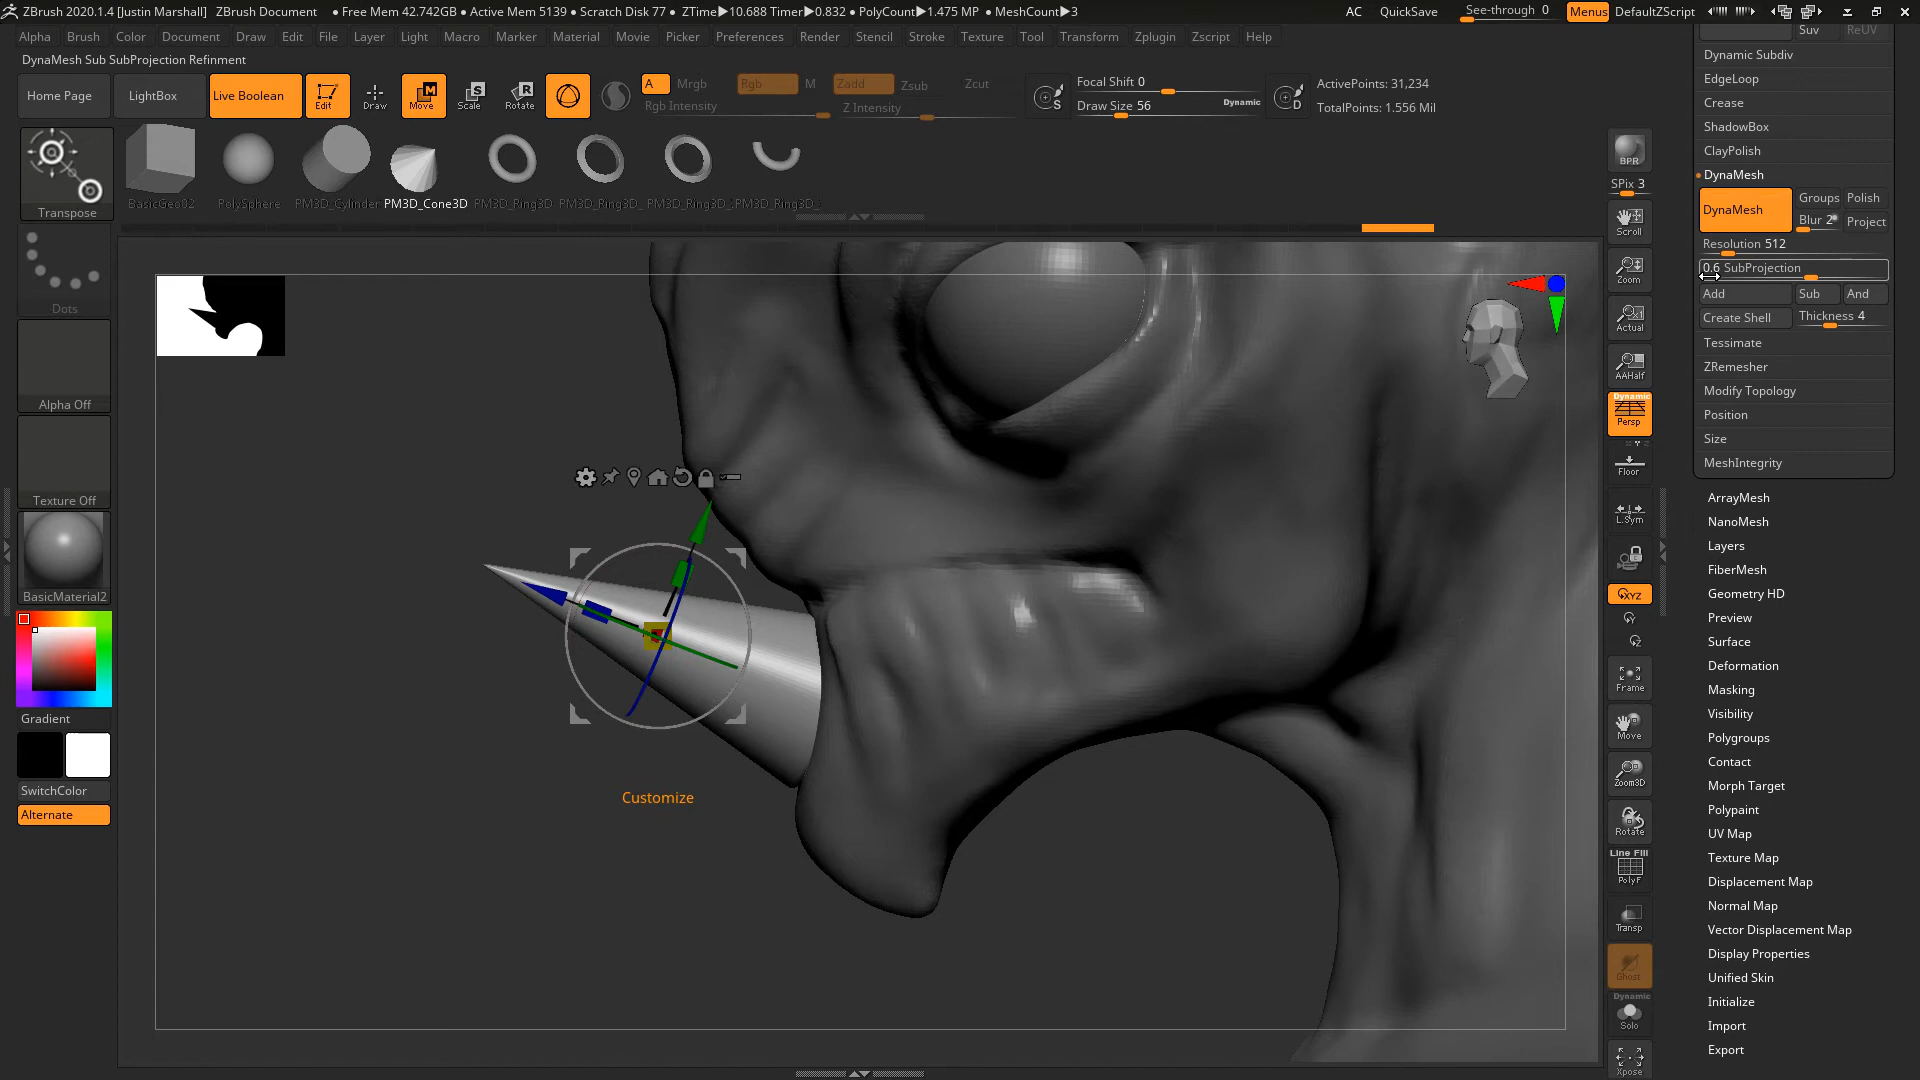 ZBrush 2020.1.4 [Justin Marshall] ZBrush Document ● Free Mem 42.742GB ● Active Mem 5139 ● Scratch Disk 77 ● ZTime▶10.688 Timer▶0.832 ● PolyCount▶1.475 MP ● MeshCount▶3 AC QuickSave See-through 0 Menus DefaultZScript
Alpha Brush Color Document Draw Edit File Layer Light Macro Marker Material Movie Picker Preferences Render Stencil Stroke Texture Tool Transform Zplugin Zscript Help
DynaMesh Sub SubProjection Refinment
Home Page LightBox Live Boolean Edit Draw Move Scale Rotate
A Mrgb Rgb M Zadd Zsub Zcut
Rgb Intensity Z Intensity
S Focal Shift 0
Draw Size 56 Dynamic
D ActivePoints: 31,234
TotalPoints: 1.556 Mil
Transpose
BasicGeo02 PolySphere PM3D_Cylinder PM3D_Cone3D PM3D_Ring3D PM3D_Ring3D_ PM3D_Ring3D_ PM3D_Ring3D_
Dots
Alpha Off
Texture Off
BasicMaterial2
Gradient
SwitchColor
Alternate
Customize
BPR
SPix 3
Scroll
Zoom
Actual
AAHalf
Dynamic
Persp
Floor
L.Sym
XYZ
Y
Z
Frame
Move
Zoom3D
Rotate
Line Fill
PolyF
Transp
Ghost
Dynamic
Solo
Xpose
Suv ReUV
Dynamic Subdiv
EdgeLoop
Crease
ShadowBox
ClayPolish
DynaMesh
DynaMesh Groups Polish
Blur 2 Project
Resolution 512
0.6 SubProjection
Add Sub And
Create Shell Thickness 4
Tessimate
ZRemesher
Modify Topology
Position
Size
MeshIntegrity
ArrayMesh
NanoMesh
Layers
FiberMesh
Geometry HD
Preview
Surface
Deformation
Masking
Visibility
Polygroups
Contact
Morph Target
Polypaint
UV Map
Texture Map
Displacement Map
Normal Map
Vector Displacement Map
Display Properties
Unified Skin
Initialize
Import
Export